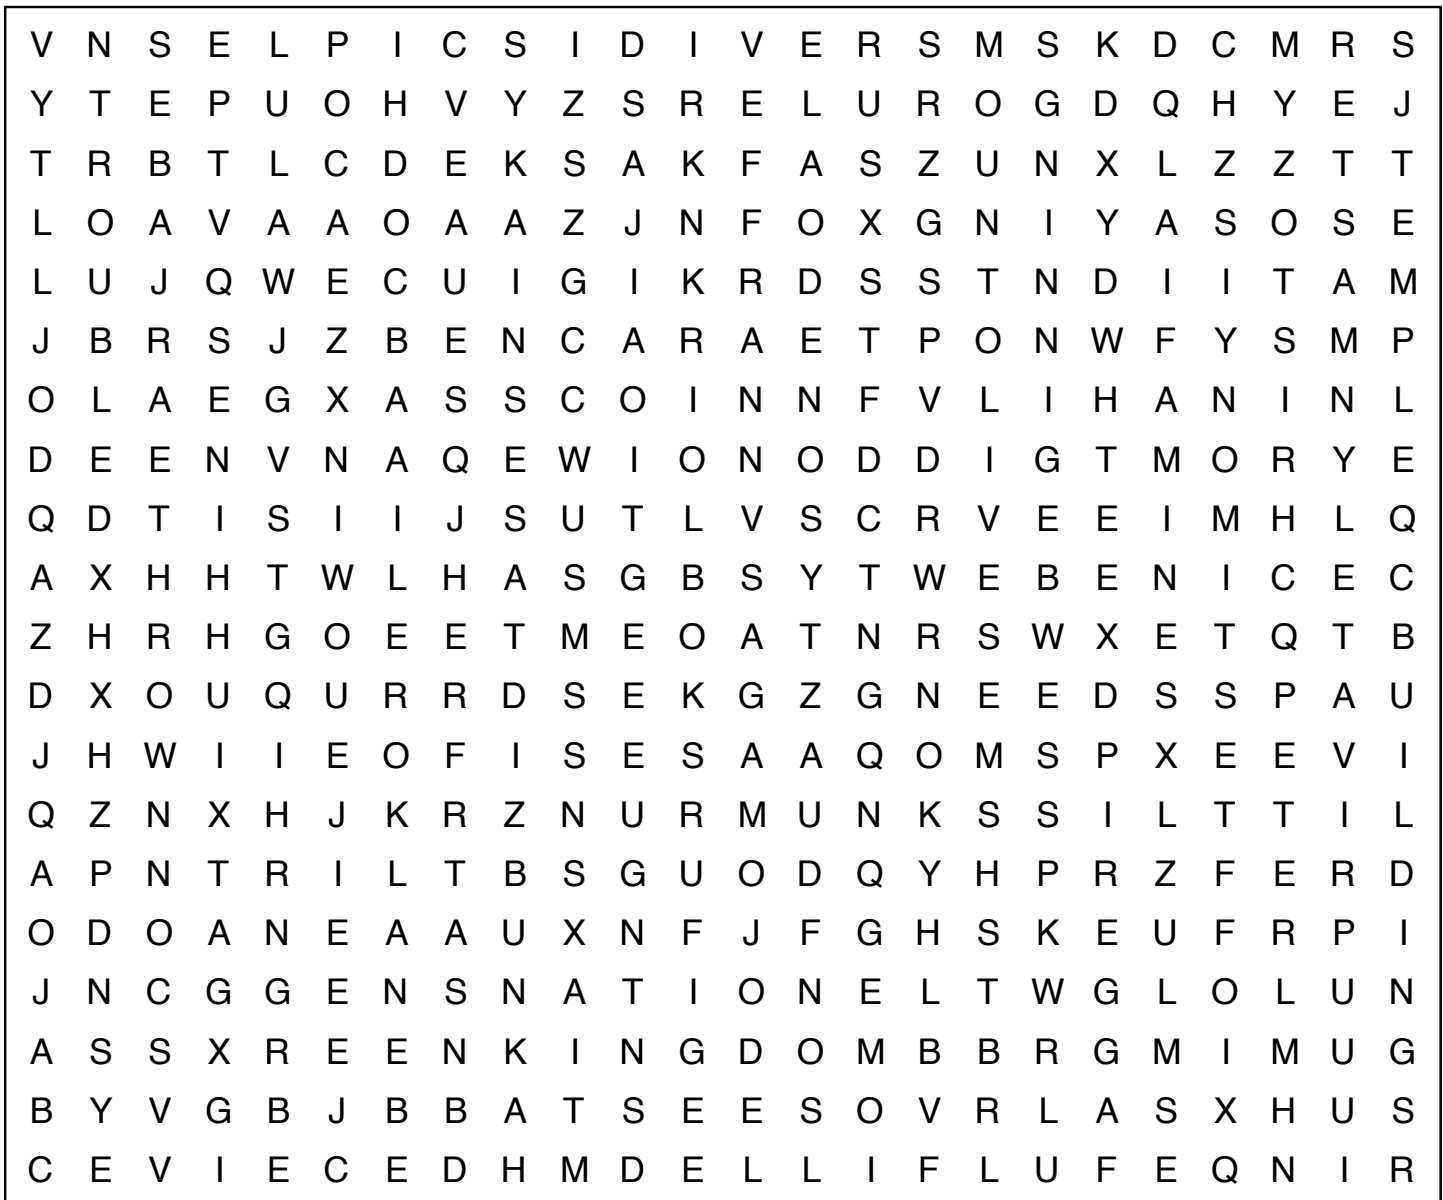 V N S E L P I C S I D I V E R S M S K D C M R S
Y T E P U O H V Y Z S R E L U R O G D Q H Y E J
T R B T L C D E K S A K F A S Z U N X L Z Z T T
L O A V A A O A A Z J N F O X G N I Y A S O S E
L U J Q W E C U I G I K R D S S T N D I I T A M
J B R S J Z B E N C A R A E T P O N W F Y S M P
O L A E G X A S S C O I N N F V L I H A N I N L
D E E N V N A Q E W I O N O D D I G T M O R Y E
Q D T I S I I J S U T L V S C R V E E I M H L Q
A X H H T W L H A S G B S Y T W E B E N I C E C
Z H R H G O E E T M E O A T N R S W X E T Q T B
D X O U Q U R R D S E K G Z G N E E D S S P A U
J H W I I E O F I S E S A A Q O M S P X E E V I
Q Z N X H J K R Z N U R M U N K S S I L T T I L
A P N T R I L T B S G U O D Q Y H P R Z F E R D
O D O A N E A A U X N F J F G H S K E U F R P I
J N C G G E N S N A T I O N E L T W G L O L U N
A S S X R E E N K I N G D O M B B R G M I M U G
B Y V G B J B B A T S E E S O V R L A S X H U S
C E V I E C E D H M D E L L I F L U F E Q N I R